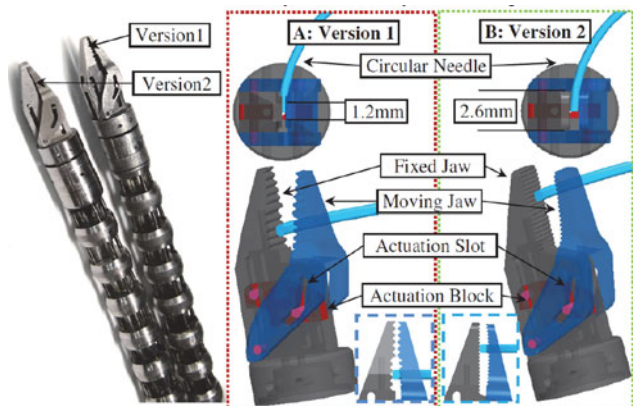 Version1
Version2
A: Version 1
B: Version 2
Circular Needle
1.2mm
2.6mm
Fixed Jaw
Moving Jaw
Actuation Slot
Actuation Block